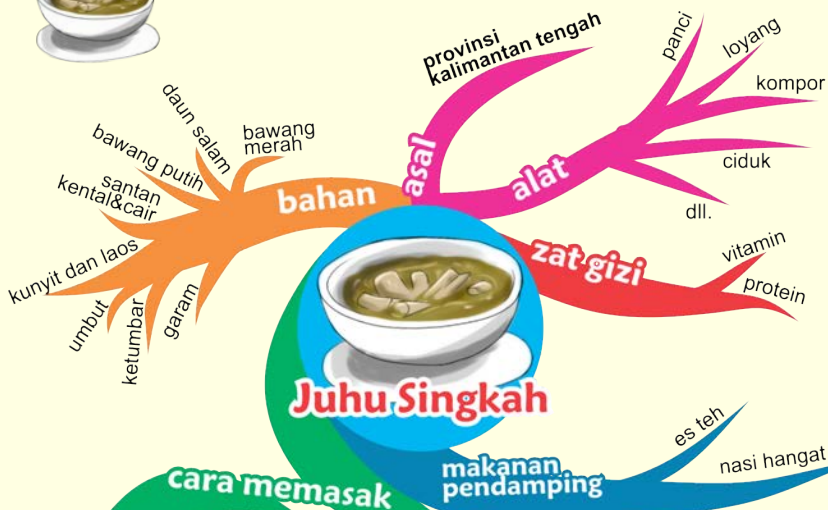 provinsi
kalimantan tengah
asal
panci
loyang
kompor
ciduk
dll.
alat
daun salam
bawang
merah
bawang putih
santan
kental&cair
kunyit dan laos
umbut
ketumbar
garam
bahan
zat gizi
vitamin
protein
Juhu Singkah
es teh
nasi hangat
makanan
pendamping
cara memasak